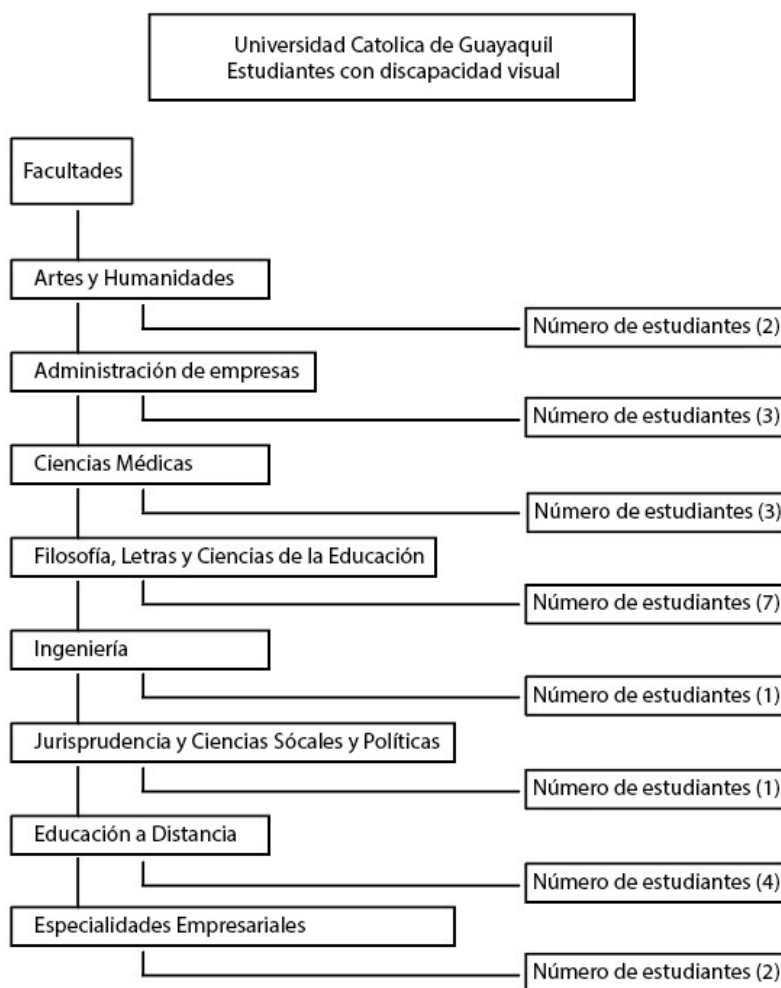 Universidad Catolica de Guayaquil
Estudiantes con discapacidad visual
Facultades
Artes y Humanidades
Número de estudiantes (2)
Administración de empresas
Número de estudiantes (3)
Ciencias Médicas
Número de estudiantes (3)
Filosofía, Letras y Ciencias de la Educación
Número de estudiantes (7)
Ingeniería
Número de estudiantes (1)
Jurisprudencia y Ciencias Sócales y Políticas
Número de estudiantes (1)
Educación a Distancia
Número de estudiantes (4)
Especialidades Empresariales
Número de estudiantes (2)